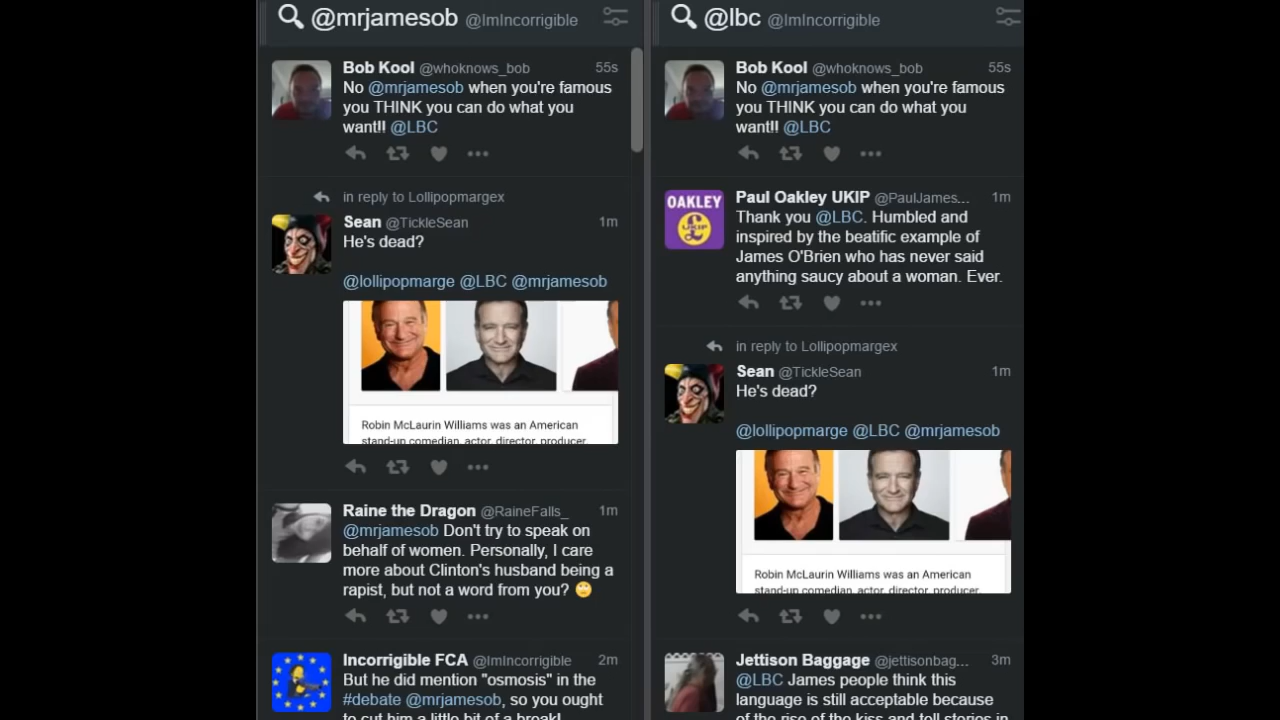 @mrjamesob @ImIncorrigible
Bob Kool @whoknows_bob 55s
No @mrjamesob when you're famous
you THINK you can do what you
want!! @LBC
in reply to Lollipopmargex
Sean @TickleSean 1m
He's dead?
@lollipopmarge @LBC @mrjamesob
Robin McLaurin Williams was an American
stand-up comedian, actor, director, producer,
Raine the Dragon @RaineFalls_ 1m
@mrjamesob Don't try to speak on
behalf of women. Personally, I care
more about Clinton's husband being a
rapist, but not a word from you? 🙄
Incorrigible FCA @ImIncorrigible 2m
But he did mention "osmosis" in the
#debate @mrjamesob, so you ought
to cut him a little bit of a break!
@lbc @ImIncorrigible
Bob Kool @whoknows_bob 55s
No @mrjamesob when you're famous
you THINK you can do what you
want!! @LBC
OAKLEY
UKIP
Paul Oakley UKIP @PaulJames... 1m
Thank you @LBC. Humbled and
inspired by the beatific example of
James O'Brien who has never said
anything saucy about a woman. Ever.
in reply to Lollipopmargex
Sean @TickleSean 1m
He's dead?
@lollipopmarge @LBC @mrjamesob
Robin McLaurin Williams was an American
stand-up comedian, actor, director, producer,
Jettison Baggage @jettisonbag... 3m
@LBC James people think this
language is still acceptable because
of the rise of the kiss and tell stories in